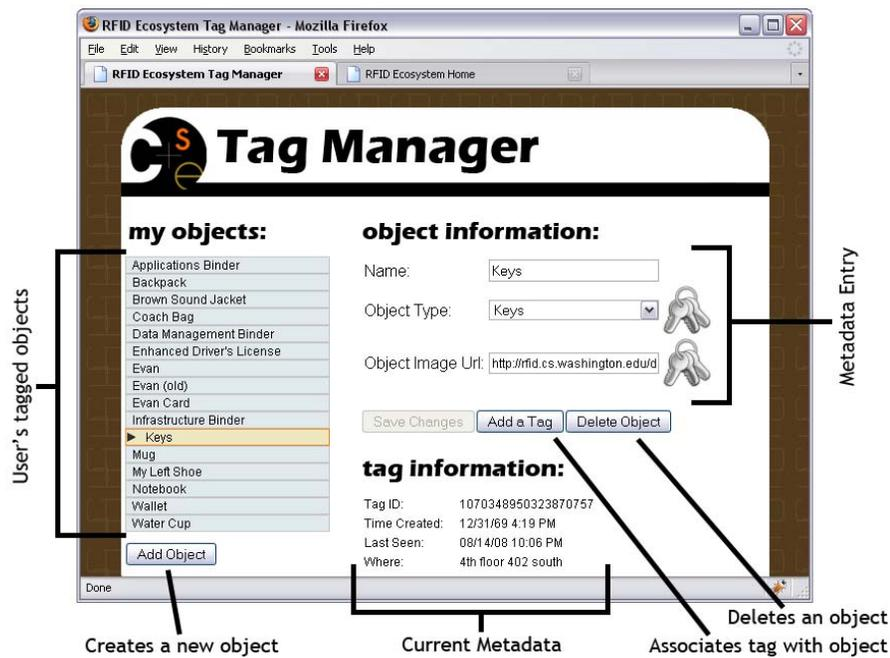 RFID Ecosystem Tag Manager - Mozilla Firefox
File Edit View History Bookmarks Tools Help
RFID Ecosystem Tag Manager
RFID Ecosystem Home
c+se Tag Manager
my objects:
Applications Binder
Backpack
Brown Sound Jacket
Coach Bag
Data Management Binder
Enhanced Driver's License
Evan
Evan (old)
Evan Card
Infrastructure Binder
Keys
Mug
My Left Shoe
Notebook
Wallet
Water Cup
Add Object
object information:
Name: Keys
Object Type: Keys
Object Image Url: http://rfid.cs.washington.edu/d
Save Changes Add a Tag Delete Object
tag information:
Tag ID: 1070348950323870757
Time Created: 12/31/69 4:19 PM
Last Seen: 08/14/08 10:06 PM
Where: 4th floor 402 south
Done
User's tagged objects
Metadata Entry
Creates a new object
Current Metadata
Deletes an object
Associates tag with object